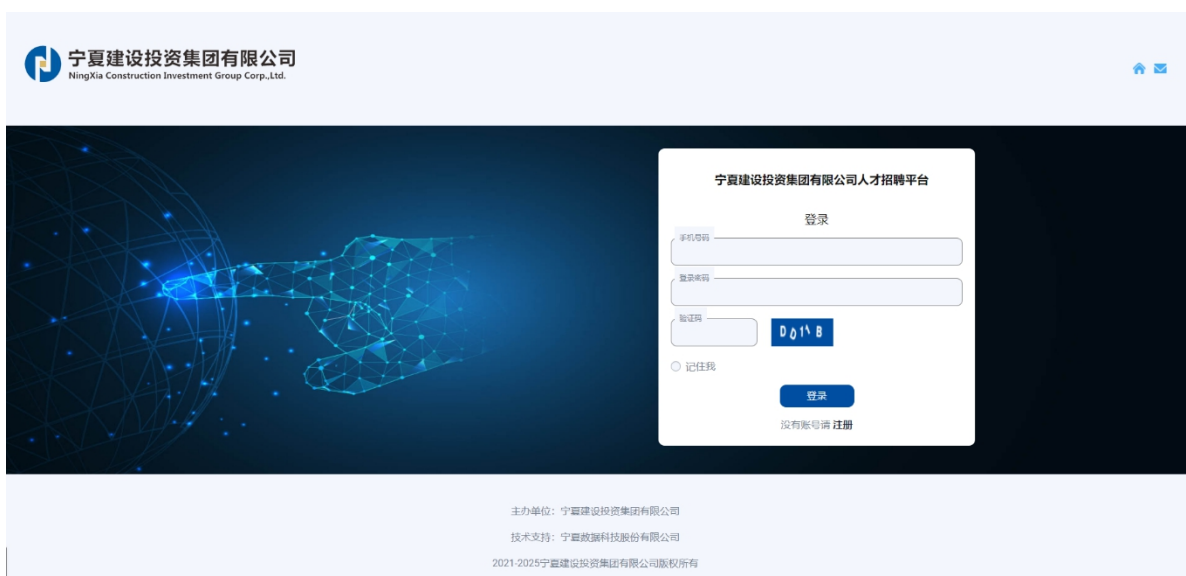 宁夏建设投资集团有限公司
NingXia Construction Investment Group Corp.,Ltd.
宁夏建设投资集团有限公司人才招聘平台
登录
手机号码
登录密码
验证码
记住我
登录
没有账号请 注册
主办单位：宁夏建设投资集团有限公司
技术支持：宁夏数据科技股份有限公司
2021-2025宁夏建设投资集团有限公司版权所有